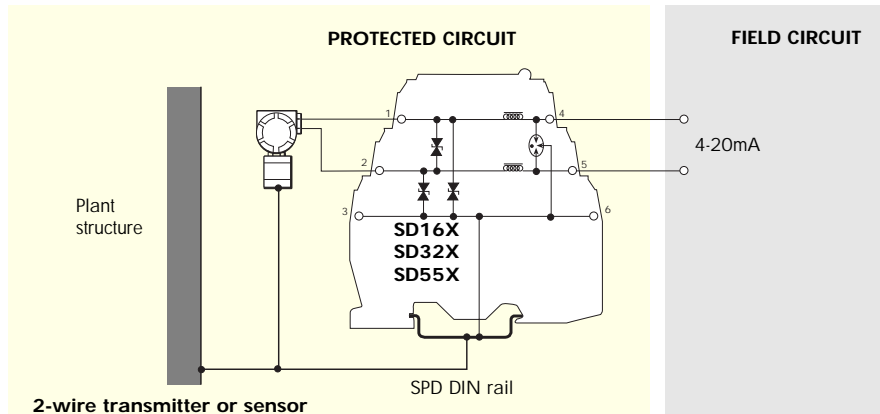 PROTECTED CIRCUIT
FIELD CIRCUIT
1
4
4-20mA
2
5
3
6
Plant
structure
SD16X
SD32X
SD55X
SPD DIN rail
2-wire transmitter or sensor